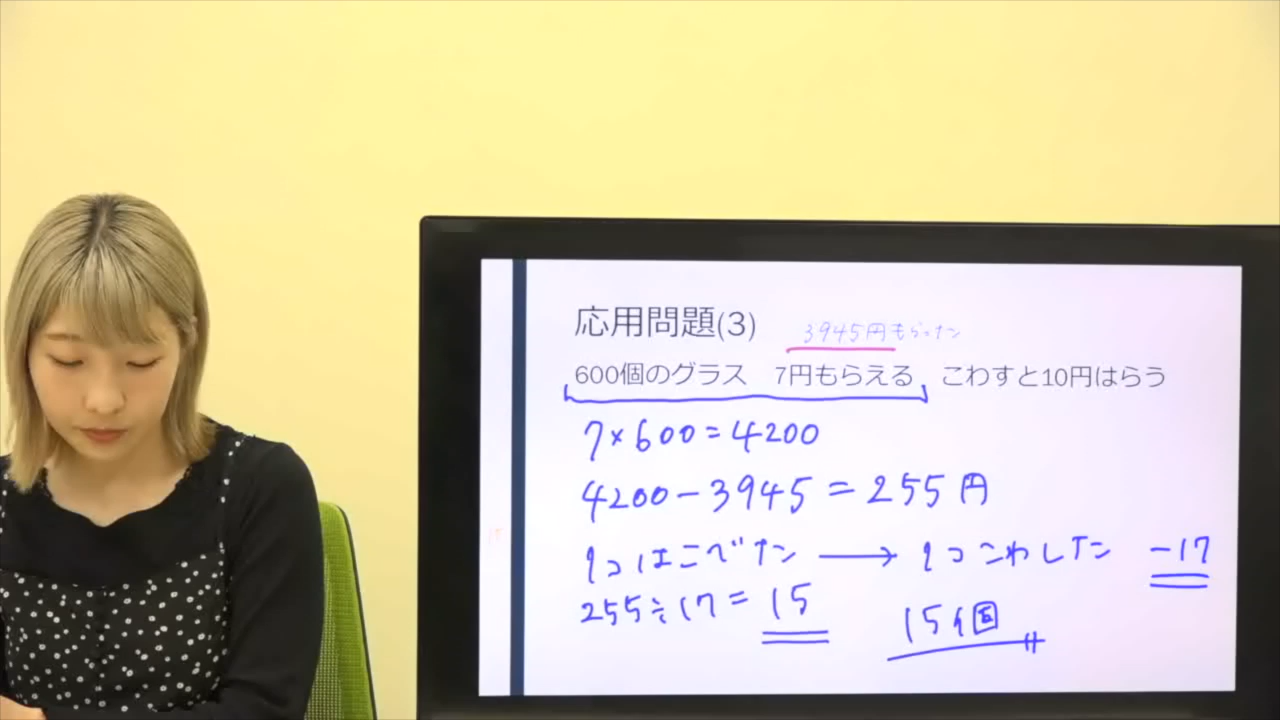 応用問題(3) 3945円もらった
600個のグラス 7円もらえる こわすと10円はらう
7×600=4200
4200-3945=255円
1コはこべた → 1コこわした -17
255÷17=15 15個